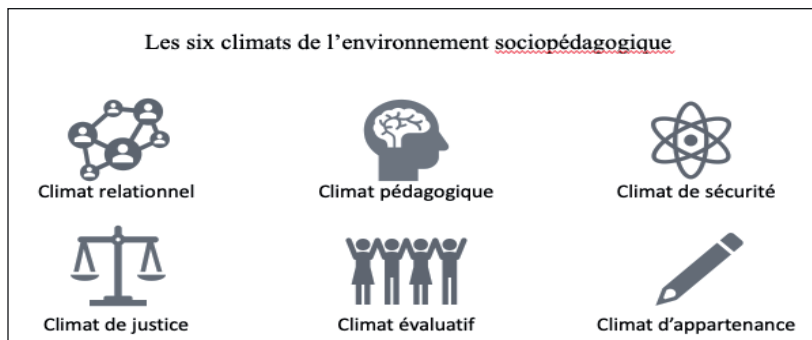 Les six climats de l’environnement sociopédagogique
Climat relationnel
Climat pédagogique
Climat de sécurité
Climat de justice
Climat évaluatif
Climat d’appartenance